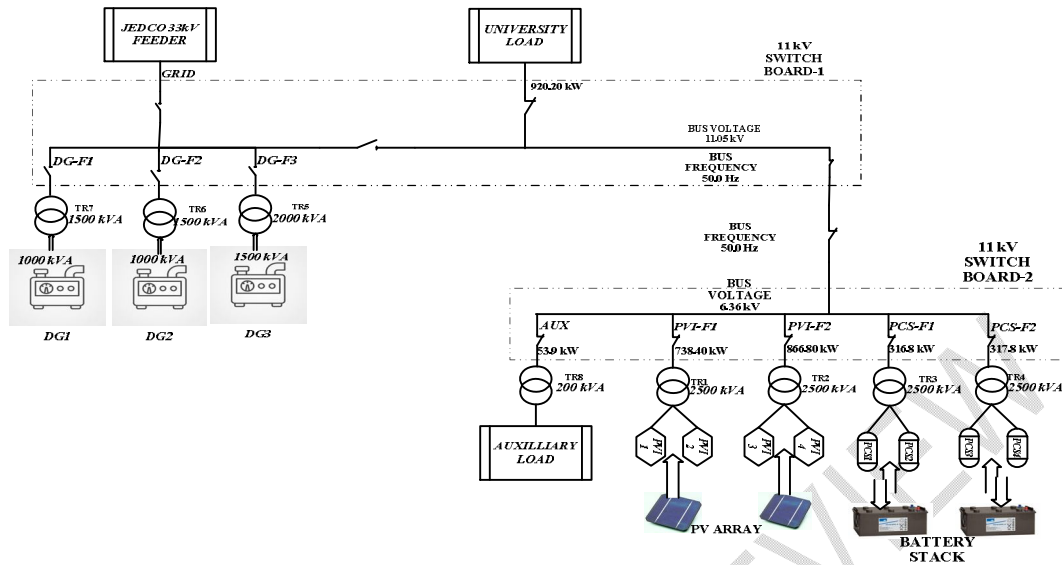 JEDCO 33kV
FEEDER
UNIVERSITY
LOAD
11 kV
SWITCH
BOARD-1
GRID
920.20 kW
BUS VOLTAGE
11.05 kV
DG-F1
DG-F2
DG-F3
BUS
FREQUENCY
50.0 Hz
TR7
1500 kVA
TR6
1500 kVA
TR5
2000 kVA
BUS
FREQUENCY
50.0 Hz
1000 kVA
1000 kVA
1500 kVA
11 kV
SWITCH
BOARD-2
DG1
DG2
DG3
BUS
VOLTAGE
6.36 kV
AUX
PVI-F1
PVI-F2
PCS-F1
PCS-F2
53.9 kW
738.40 kW
866.80 kW
316.8 kW
317.8 kW
TR8
200 kVA
TR1
2500 kVA
TR2
2500 kVA
TR3
2500 kVA
TR4
2500 kVA
AUXILLIARY
LOAD
PVI
1
PVI
2
PVI
3
PVI
4
PCS1
PCS2
PCS3
PCS4
PV ARRAY
BATTERY
STACK